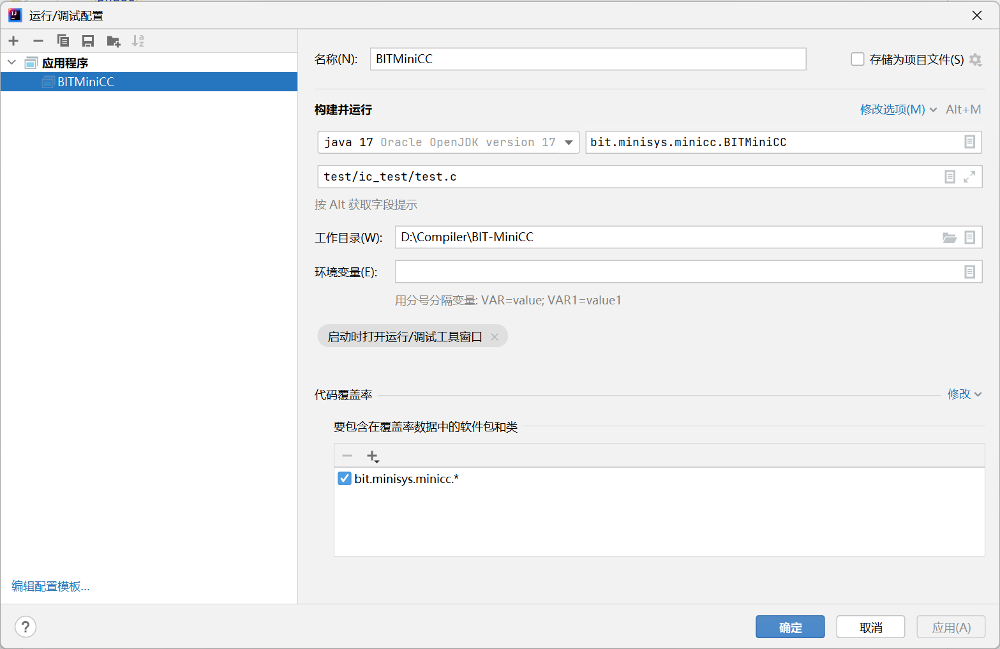 运行/调试配置
应用程序
BITMiniCC
编辑配置模板...
名称(N): BITMiniCC 存储为项目文件(S)
构建并运行 修改选项(M) Alt+M
java 17 Oracle OpenJDK version 17 bit.minisys.minicc.BITMiniCC
test/ic_test/test.c
按 Alt 获取字段提示
工作目录(W): D:\Compiler\BIT-MiniCC
环境变量(E):
用分号分隔变量: VAR=value; VAR1=value1
启动时打开运行/调试工具窗口
代码覆盖率 修改
要包含在覆盖率数据中的软件包和类
bit.minisys.minicc.*
? 确定 取消 应用(A)